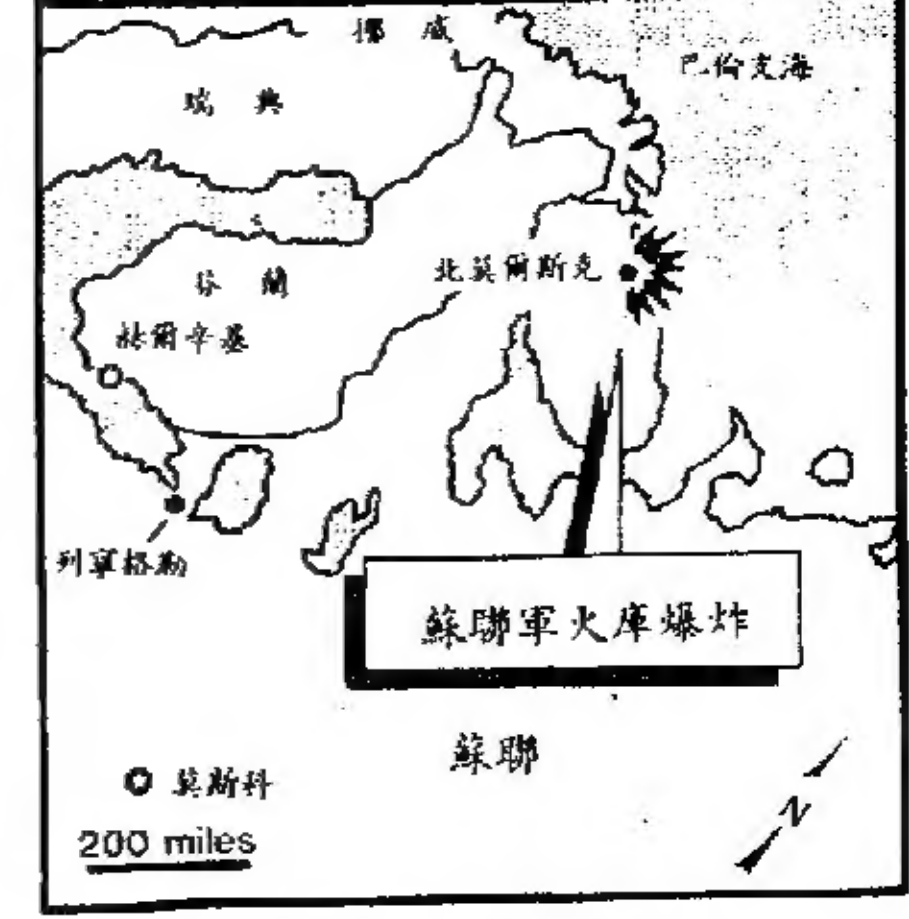 挪威
巴倫支海
瑞典
北莫爾斯克
芬蘭
赫爾辛基
列寧格勒
蘇聯軍火庫爆炸
蘇聯
莫斯科
200 miles
N